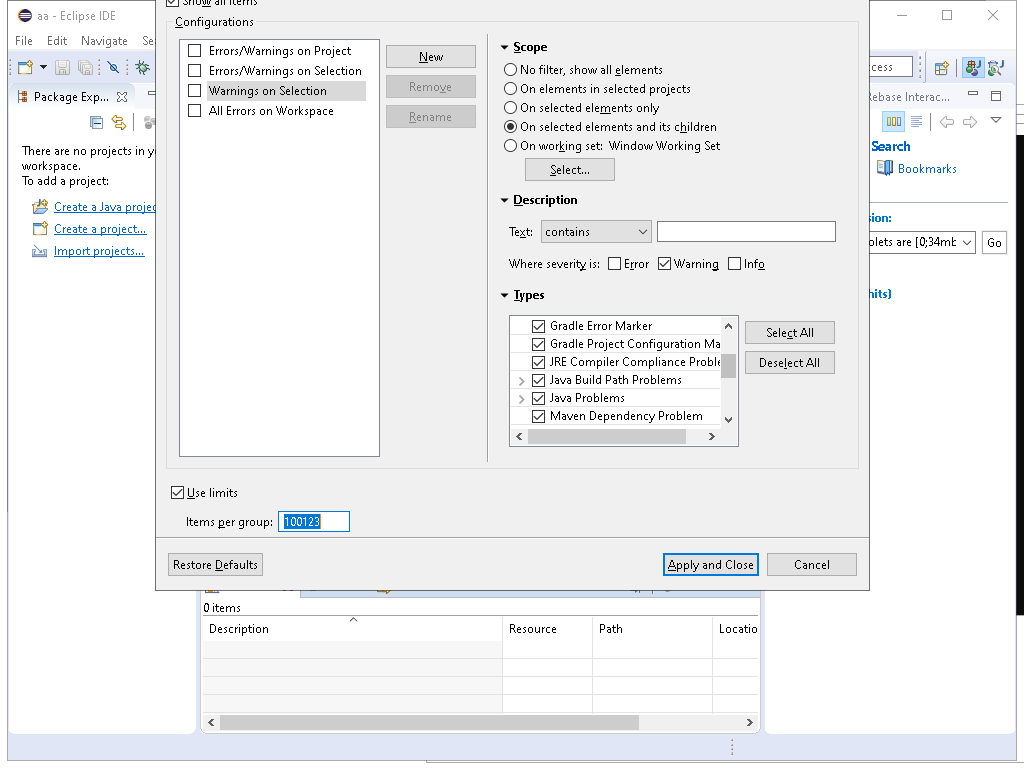 aa - Eclipse IDE
File Edit Navigate Se
Package Exp...
There are no projects in y
workspace.
To add a project:
Create a Java projec
Create a project...
Import projects...
Show all items
Configurations
Errors/Warnings on Project
Errors/Warnings on Selection
Warnings on Selection
All Errors on Workspace
New
Remove
Rename
Scope
No filter, show all elements
On elements in selected projects
On selected elements only
On selected elements and its children
On working set: Window Working Set
Select...
Description
Text: contains
Where severity is: Error Warning Info
Types
Gradle Error Marker
Gradle Project Configuration Ma
JRE Compiler Compliance Proble
Java Build Path Problems
Java Problems
Maven Dependency Problem
Select All
Deselect All
Use limits
Items per group: 100123
Restore Defaults
Apply and Close
Cancel
cess
Rebase Interac...
Search
Bookmarks
sion:
olets are [0;34mb
Go
hits)
0 items
Description Resource Path Locatio